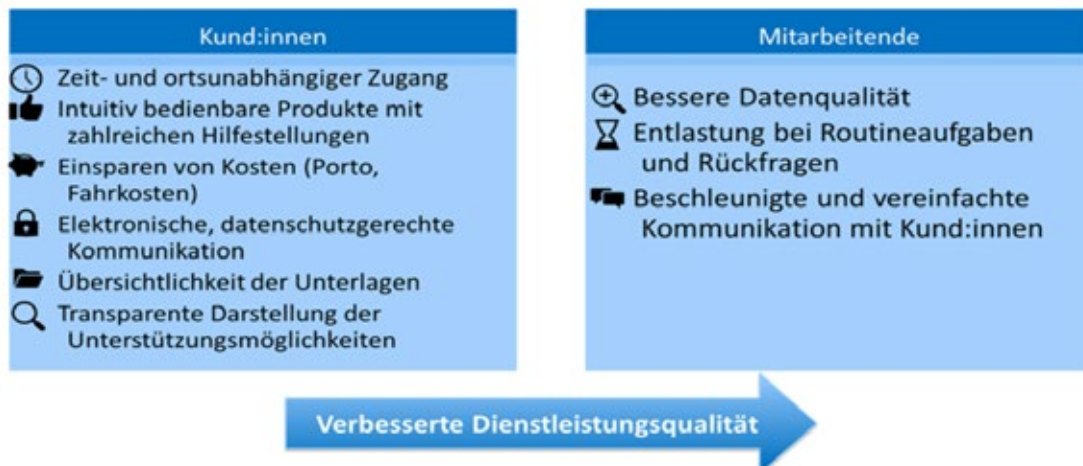 Kund:innen
Zeit- und ortsunabhängiger Zugang
Intuitiv bedienbare Produkte mit
zahlreichen Hilfestellungen
Einsparen von Kosten (Porto,
Fahrkosten)
Elektronische, datenschutzgerechte
Kommunikation
Übersichtlichkeit der Unterlagen
Transparente Darstellung der
Unterstützungsmöglichkeiten
Mitarbeitende
Bessere Datenqualität
Entlastung bei Routineaufgaben
und Rückfragen
Beschleunigte und vereinfachte
Kommunikation mit Kund:innen
Verbesserte Dienstleistungsqualität